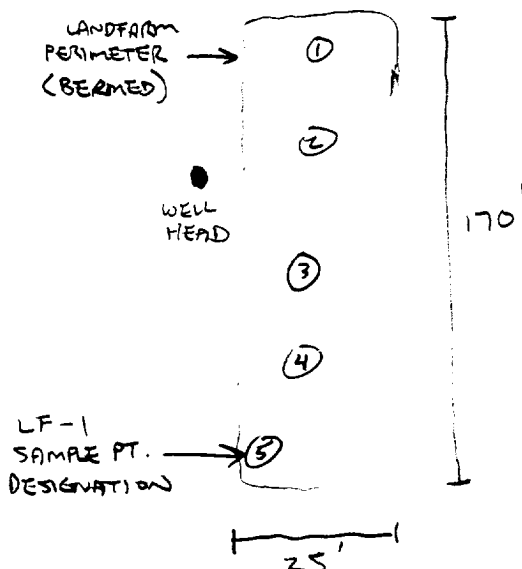 LANDFARM
PERIMETER
(BERMED)
1
2
WELL
HEAD
170'
3
4
LF-1
SAMPLE PT.
DESIGNATION
5
25'